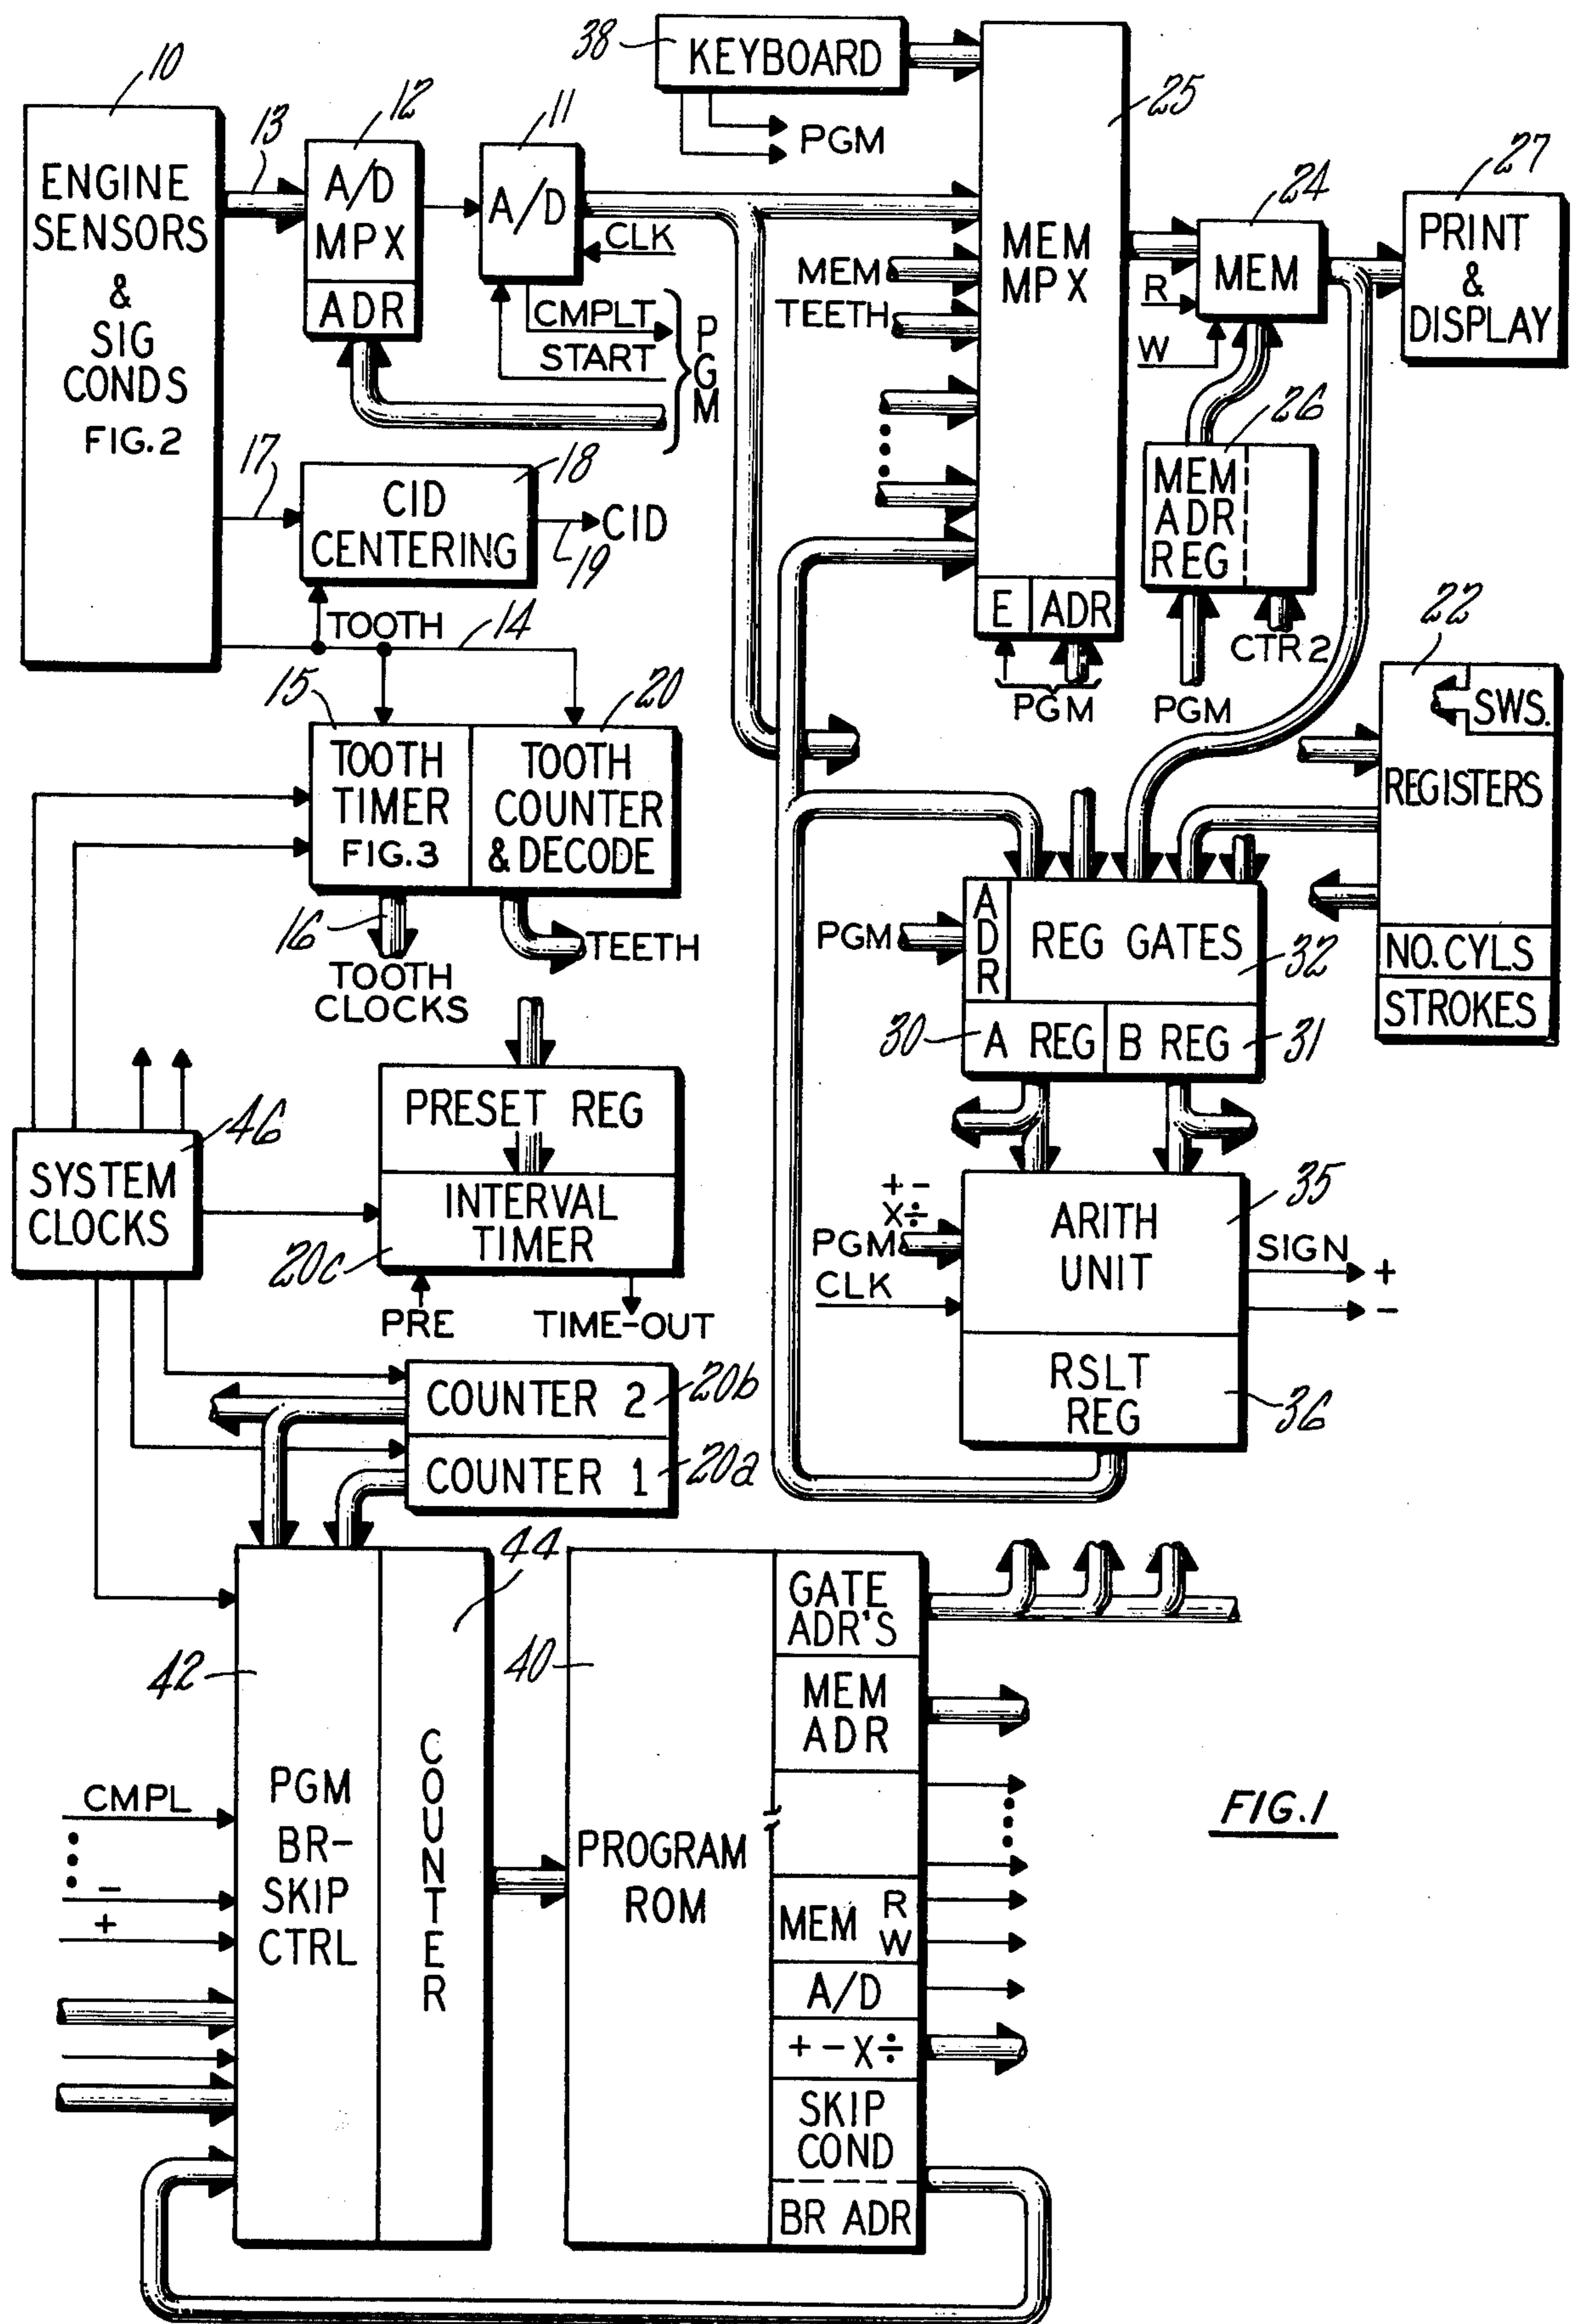 38
KEYBOARD
PGM
10
ENGINE
SENSORS
&
SIG
CONDS
FIG.2
13
12
A/D
MPX
ADR
11
A/D
CLK
CMPLT
START
PGM
25
MEM
MPX
MEM
TEETH
E
ADR
PGM
24
MEM
R
W
27
PRINT
&
DISPLAY
26
MEM
ADR
REG
PGM
CTR2
17
18
CID
CENTERING
19
CID
TOOTH
14
15
TOOTH
TIMER
FIG.3
20
TOOTH
COUNTER
& DECODE
16
TOOTH
CLOCKS
TEETH
22
SWS.
REGISTERS
NO. CYLS
STROKES
PGM
ADR
REG GATES
32
30
A REG
B REG
31
46
SYSTEM
CLOCKS
PRESET REG
INTERVAL
TIMER
20c
PRE
TIME-OUT
+ -
X ÷
PGM
CLK
ARITH
UNIT
35
SIGN
+
-
RSLT
REG
36
COUNTER 2
20b
COUNTER 1
20a
42
44
PGM
BR-
SKIP
CTRL
COUNTER
CMPL
-
+
40
PROGRAM
ROM
GATE
ADR'S
MEM
ADR
MEM
R
W
A/D
+ - X ÷
SKIP
COND
BR ADR
FIG.1